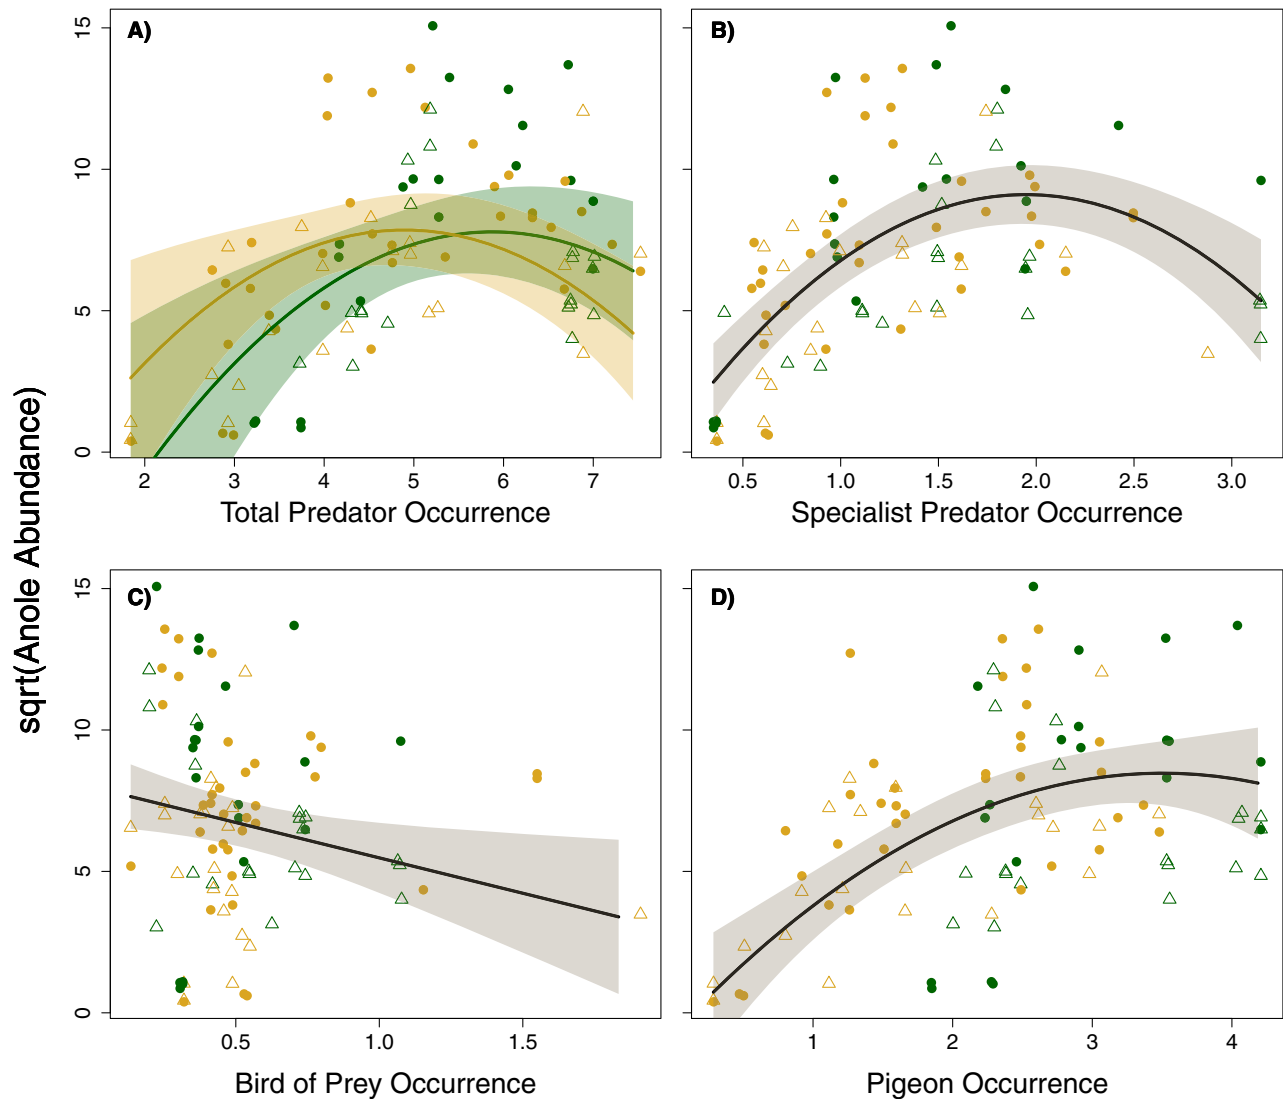 A)
15
10
5
0
2 3 4 5 6 7
Total Predator Occurrence
B)
0.5 1.0 1.5 2.0 2.5 3.0
Specialist Predator Occurrence
sqrt(Anole Abundance)
C)
15
10
5
0
0.5 1.0 1.5
Bird of Prey Occurrence
D)
1 2 3 4
Pigeon Occurrence